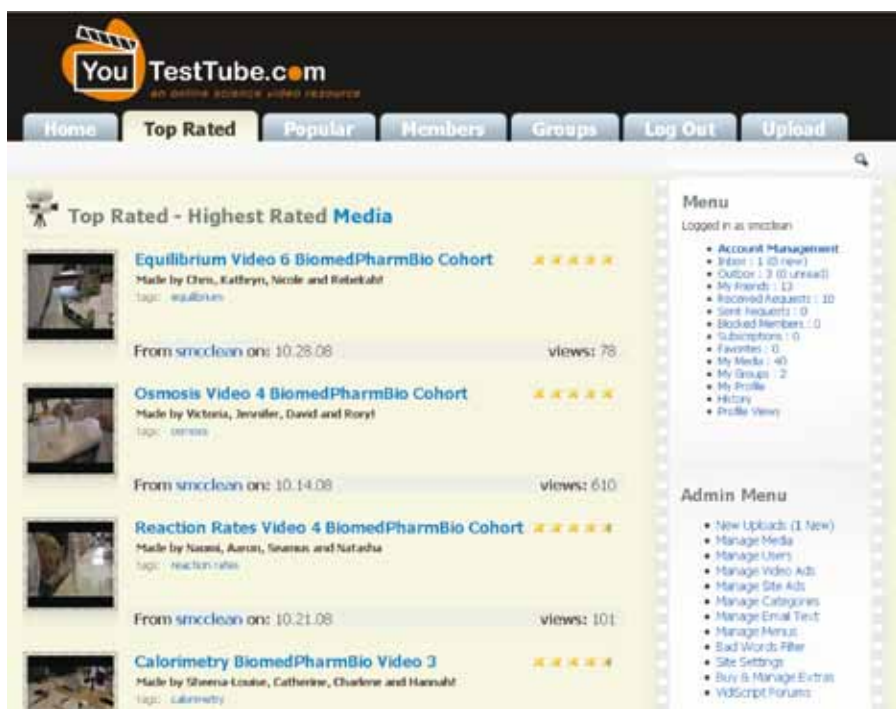 You TestTube.com
an online science video resource
Home Top Rated Popular Members Groups Log Out Upload
Top Rated - Highest Rated Media
Equilibrium Video 6 BiomedPharmBio Cohort
Made by Chris, Kathryn, Nicole and Rebekah!
tags: equilibrium
From smcclean on: 10.28.08 views: 78
Osmosis Video 4 BiomedPharmBio Cohort
Made by Victoria, Jennifer, David and Rory!
tags: osmosis
From smcclean on: 10.14.08 views: 610
Reaction Rates Video 4 BiomedPharmBio Cohort
Made by Naomi, Aaron, Seamus and Natasha
tags: reaction rates
From smcclean on: 10.21.08 views: 101
Calorimetry BiomedPharmBio Video 3
Made by Sheena-Louise, Catherine, Charlene and Hannah!
tags: calorimetry
Menu
Logged in as smcclean
Account Management
Inbox : 1 (0 new)
Outbox : 3 (0 unread)
My Friends : 13
Received Requests : 10
Sent Requests : 0
Blocked Members : 0
Subscriptions : 0
Favorites : 0
My Media : 40
My Groups : 2
My Profile
History
Profile Views
Admin Menu
New Uploads (1 New)
Manage Media
Manage Users
Manage Video Ads
Manage Site Ads
Manage Categories
Manage Email Text
Manage Menus
Bad Words Filter
Site Settings
Buy & Manage Extras
VidiScript Forums